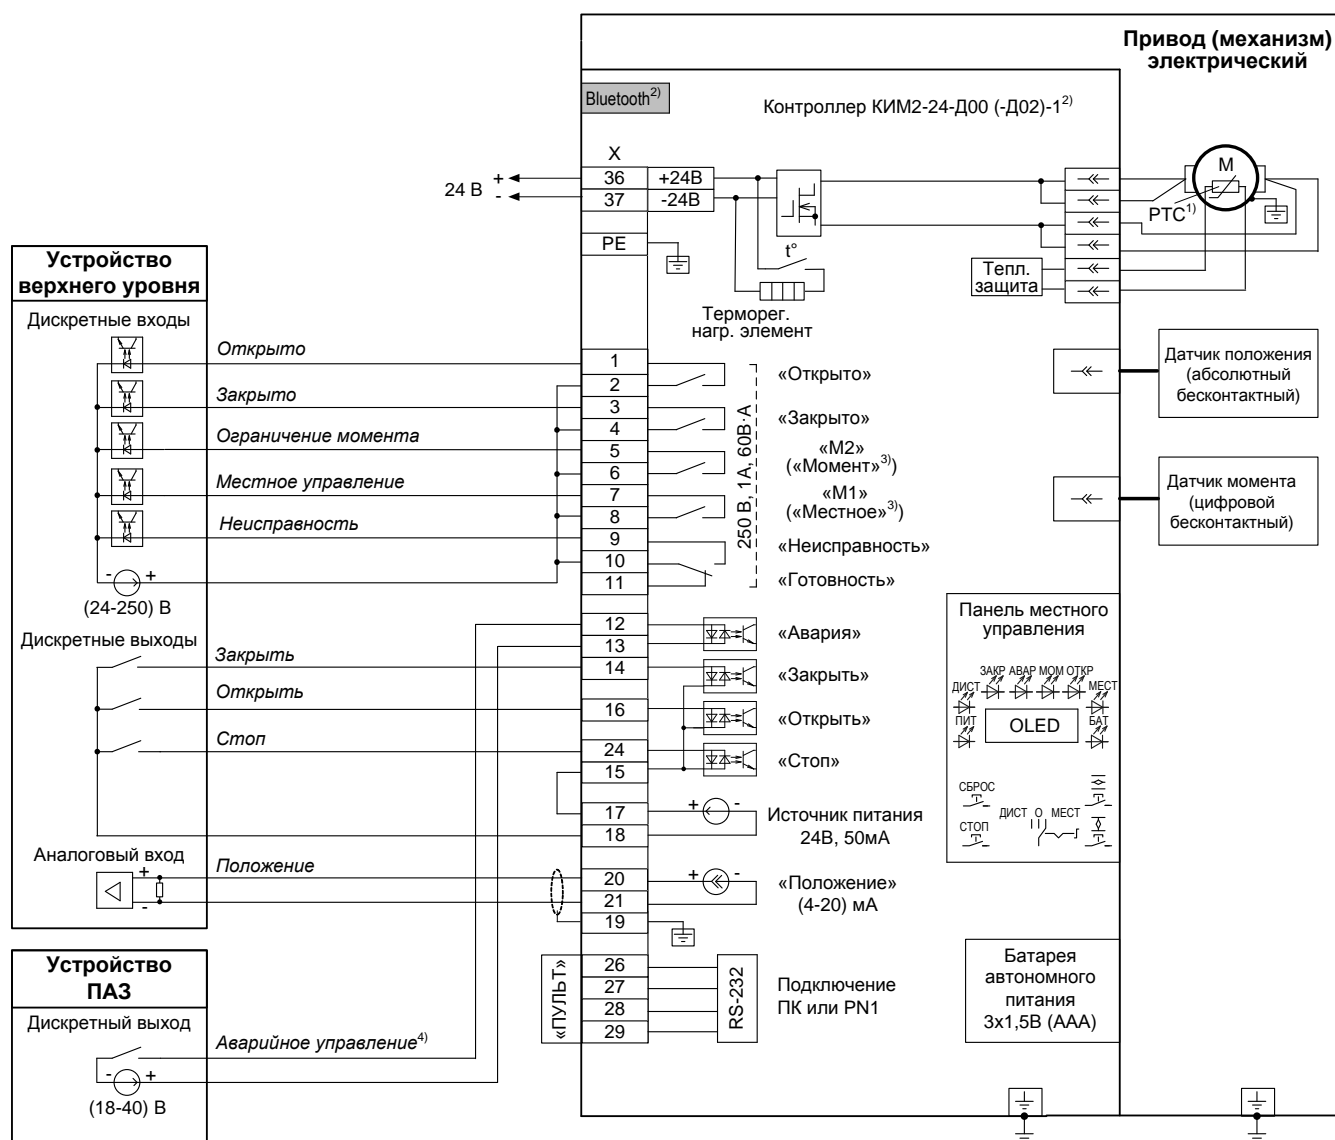 Привод (механизм)
электрический
Bluetooth2)
Контроллер КИМ2-24-Д00 (-Д02)-12)
X
24 В
+
-
36
+24В
37
-24В
PE
t°
Терморег.
нагр. элемент
Тепл.
защита
M
PTC1)
Устройство
верхнего уровня
Дискретные входы
Открыто
Закрыто
Ограничение момента
Местное управление
Неисправность
- +
(24-250) В
Дискретные выходы
Закрыть
Открыть
Стоп
Аналоговый вход
+
-
Положение
Устройство
ПАЗ
Дискретный выход
Аварийное управление4)
- +
(18-40) В
1
2
3
4
5
6
7
8
9
10
11
12
13
14
16
24
15
17
18
20
21
19
26
27
28
29
«ПУЛЬТ»
RS-232
250 В, 1А, 60В·А
«Открыто»
«Закрыто»
«М2»
(«Момент»3))
«М1»
(«Местное»3))
«Неисправность»
«Готовность»
«Авария»
«Закрыть»
«Открыть»
«Стоп»
+ -
Источник питания
24В, 50мА
+ -
«Положение»
(4-20) мА
Подключение
ПК или PN1
Датчик положения
(абсолютный
бесконтактный)
Датчик момента
(цифровой
бесконтактный)
Панель местного
управления
ЗАКР АВАР МОМ ОТКР
ДИСТ
МЕСТ
ПИТ
OLED
БАТ
СБРОС
ДИСТ О МЕСТ
СТОП
Батарея
автономного
питания
3х1,5В (ААА)